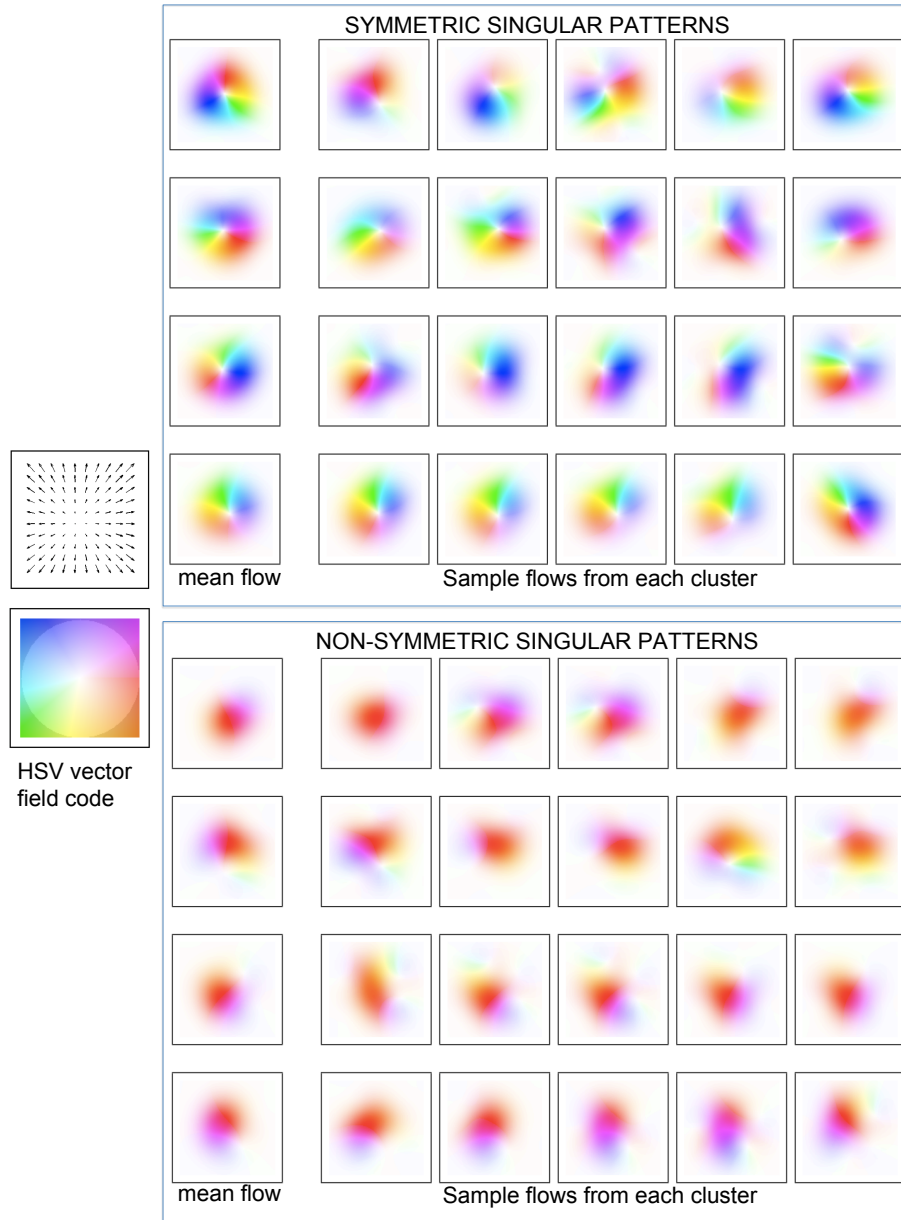 SYMMETRIC SINGULAR PATTERNS
mean flow
Sample flows from each cluster
HSV vector
field code
NON-SYMMETRIC SINGULAR PATTERNS
mean flow
Sample flows from each cluster